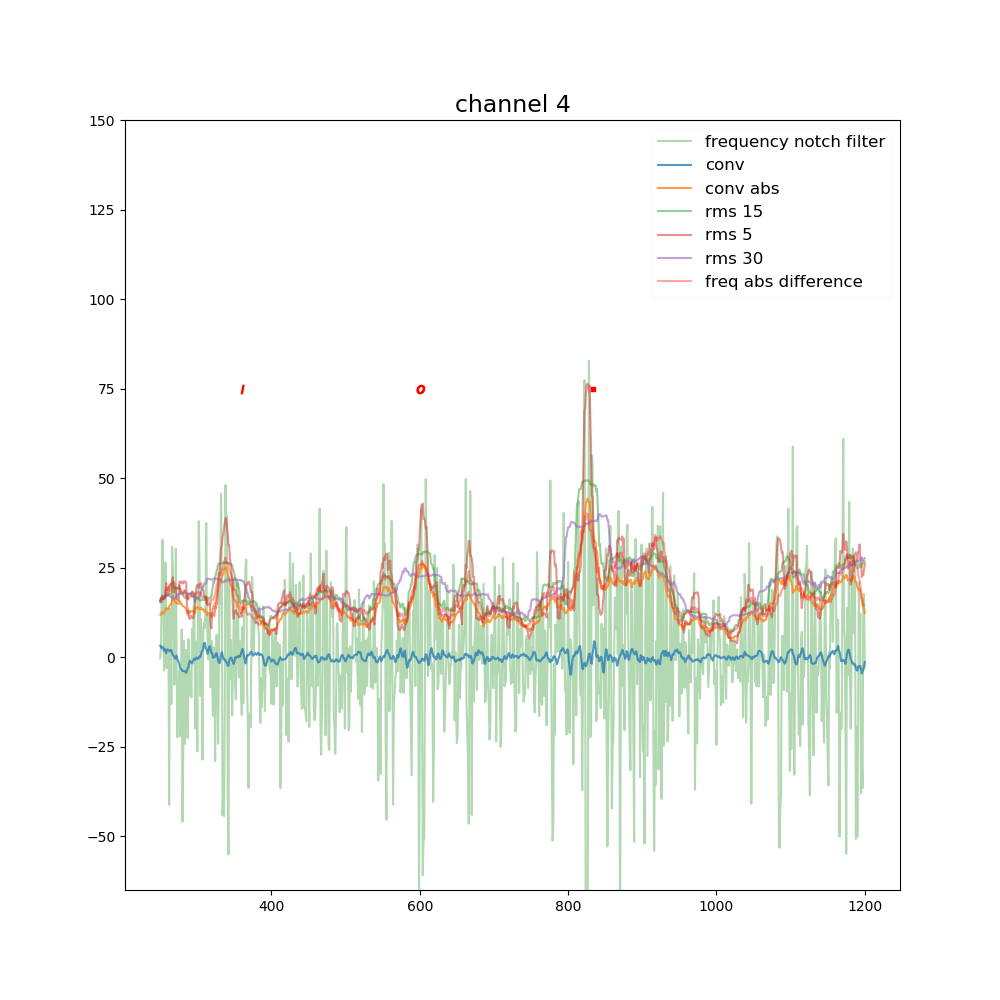 channel 4
150
125
100
75
50
25
0
−25
−50
400
600
800
1000
1200
frequency notch filter
conv
conv abs
rms 15
rms 5
rms 30
freq abs difference
I
O